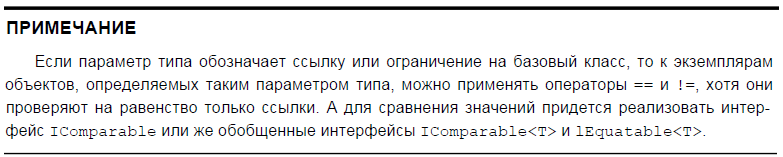 ПРИМЕЧАНИЕ
Если параметр типа обозначает ссылку или ограничение на базовый класс, то к экземплярам
объектов, определяемых таким параметром типа, можно применять операторы == и !=, хотя они
проверяют на равенство только ссылки. А для сравнения значений придется реализовать интер-
фейс IComparable или же обобщенные интерфейсы IComparable<T> и lEquatable<T>.